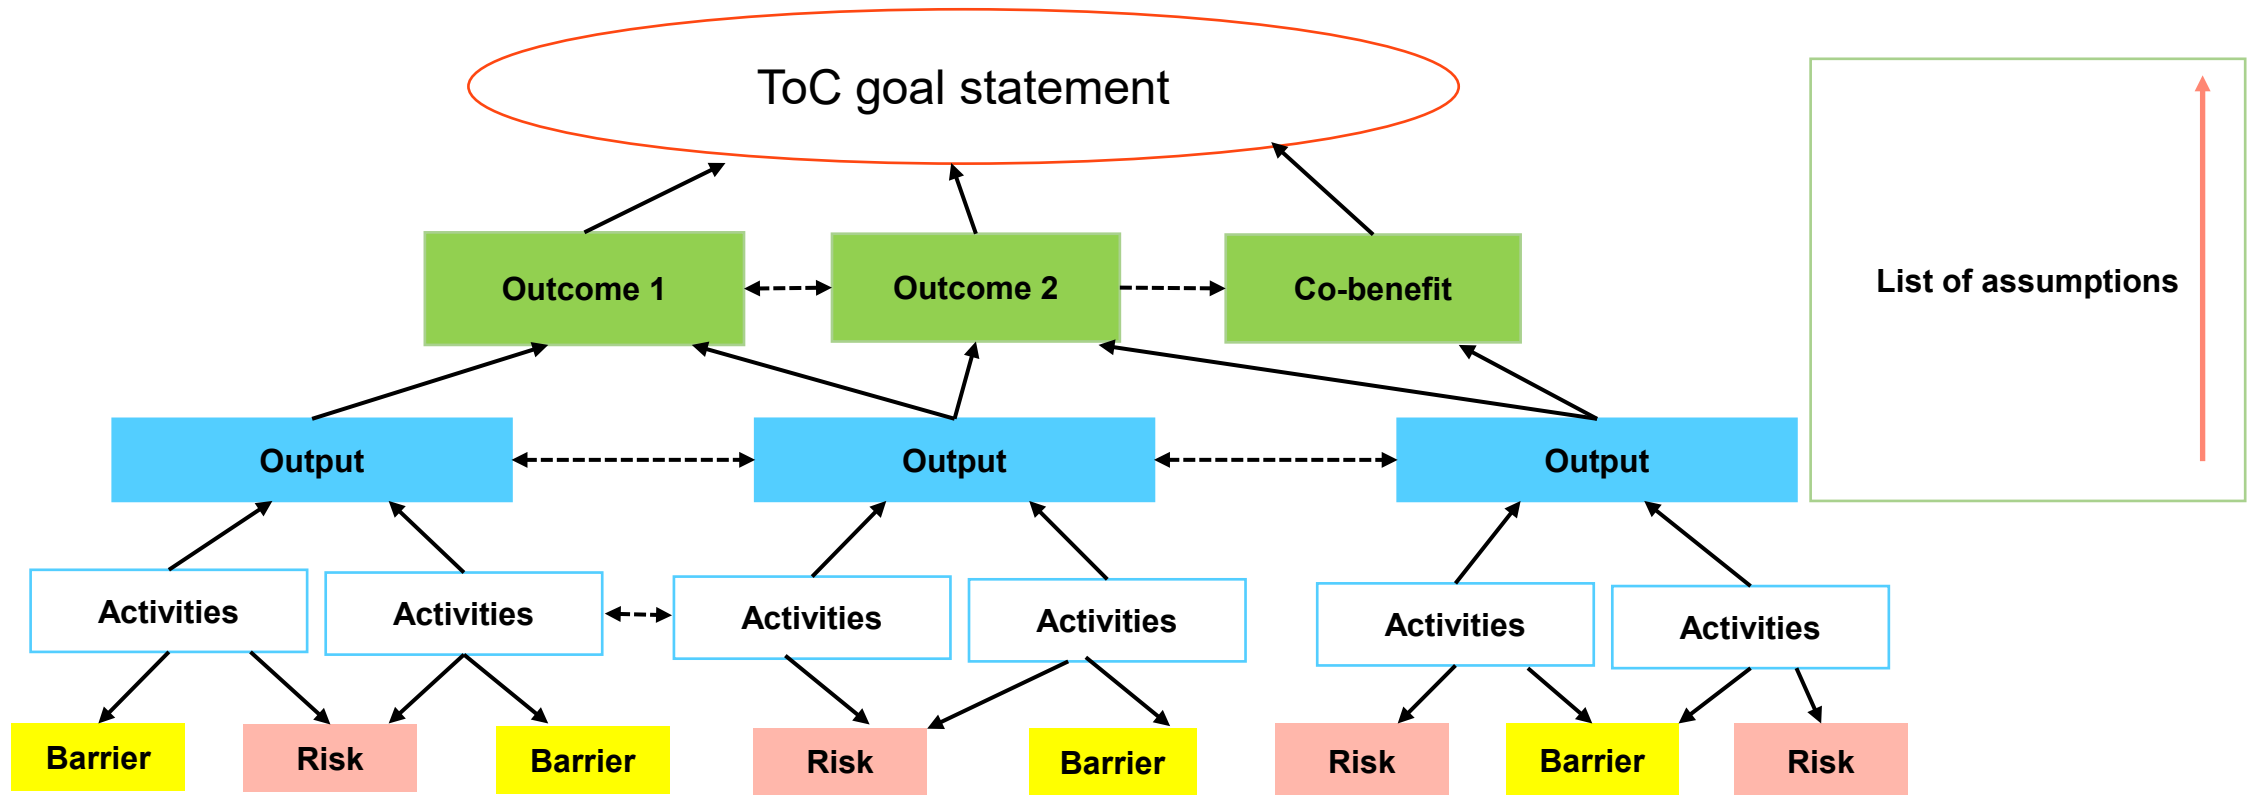 ToC goal statement
Outcome 1
Outcome 2
Co-benefit
List of assumptions
Output
Output
Output
Activities
Activities
Activities
Activities
Activities
Activities
Barrier
Risk
Barrier
Risk
Barrier
Risk
Barrier
Risk